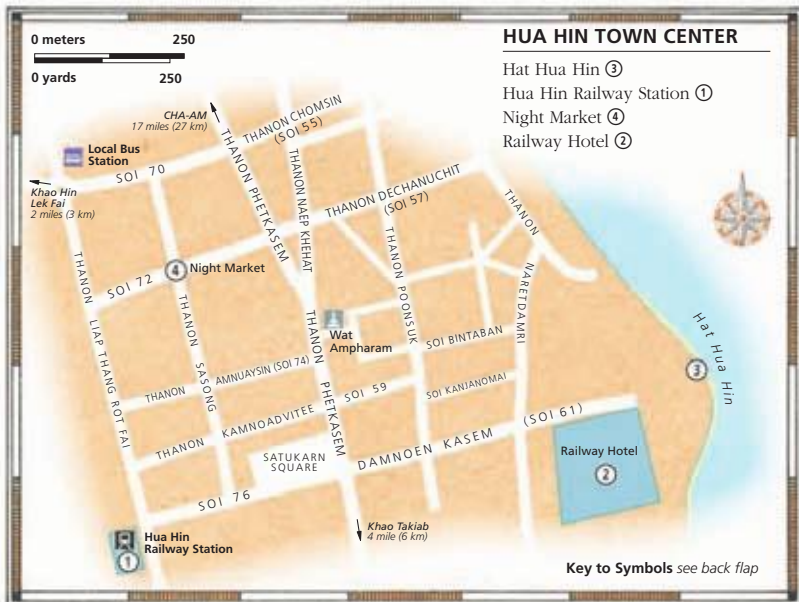 0 meters 250
0 yards 250
HUA HIN TOWN CENTER
Hat Hua Hin ③
Hua Hin Railway Station ①
Night Market ④
Railway Hotel ②
CHA-AM
17 miles (27 km)
THANON CHOMSIN
(SOI 55)
Local Bus
Station
SOI 70
Khao Hin
Lek Fai
2 miles (3 km)
THANON PHETKASEM
THANON NAEP KHEHAT
THANON DECHANUCHIT
(SOI 57)
THANON
NARETDAMRI
④ Night Market
SOI 72
THANON LIAP THANG ROT FAI
THANON SASONG
THANON POONSUK
Wat
Ampharam
THANON PHETKASEM
SOI BINTABAN
Hat Hua Hin
③
THANON AMNUAYSIN (SOI 74)
SOI KANJANOMAI
THANON KAMNOADVITEE SOI 59
DAMNOEN KASEM (SOI 61)
SATUKARN
SQUARE
Railway Hotel
②
SOI 76
Hua Hin
Railway Station
①
Khao Takiab
4 mile (6 km)
Key to Symbols see back flap